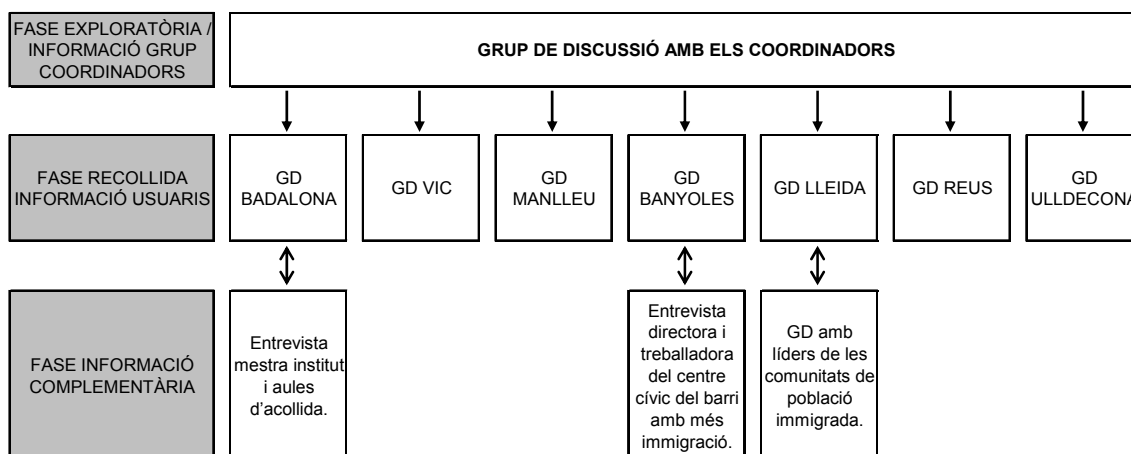 FASE EXPLORATÒRIA /
INFORMACIÓ GRUP
COORDINADORS
GRUP DE DISCUSSIÓ AMB ELS COORDINADORS
FASE RECOLLIDA
INFORMACIÓ USUARIS
GD
BADALONA
GD VIC
GD
MANLLEU
GD
BANYOLES
GD LLEIDA
GD REUS
GD
ULLDECONA
FASE INFORMACIÓ
COMPLEMENTÀRIA
Entrevista
mestra institut
i aules
d’acollida.
Entrevista
directora i
treballadora
del centre
cívic del barri
amb més
immigració.
GD amb
líders de les
comunitats de
població
immigrada.